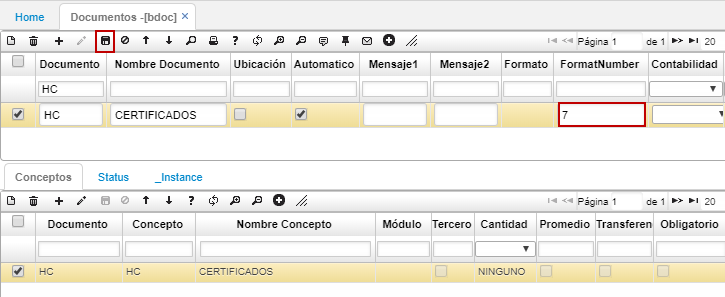 Home Documentos -[bdoc] ×
? Página 1 de 1 20
Documento Nombre Documento Ubicación Automatico Mensaje1 Mensaje2 Formato FormatNumber Contabilidad
HC
HC CERTIFICADOS 7
Conceptos Status _Instance
? Página 1 de 1 20
Documento Concepto Nombre Concepto Módulo Tercero Cantidad Promedio Transferen Obligatorio
HC HC CERTIFICADOS NINGUNO